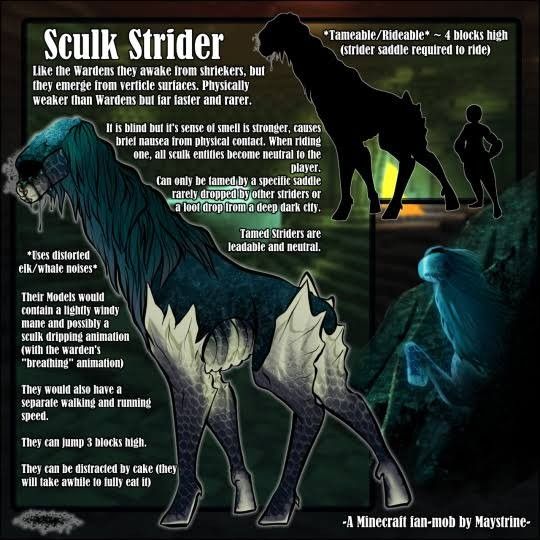 Sculk Strider
Like the Wardens they awake from shriekers, but
they emerge from verticle surfaces. Physically
weaker than Wardens but far faster and rarer.
*Tameable/Rideable* ~ 4 blocks high
(strider saddle required to ride)
It is blind but it's sense of smell is stronger, causes
brief nausea from physical contact. When riding
one, all sculk entities become neutral to the
player.
Can only be tamed by a specific saddle
rarely dropped by other striders or
a loot drop from a deep dark city.
Tamed Striders are
leadable and neutral.
*Uses distorted
elk/whale noises*
Their Models would
contain a lightly windy
mane and possibly a
sculk dripping animation
(with the warden's
"breathing" animation)
They would also have a
separate walking and running
speed.
They can jump 3 blocks high.
They can be distracted by cake (they
will take awhile to fully eat it)
-A Minecraft fan-mob by Maystrine-